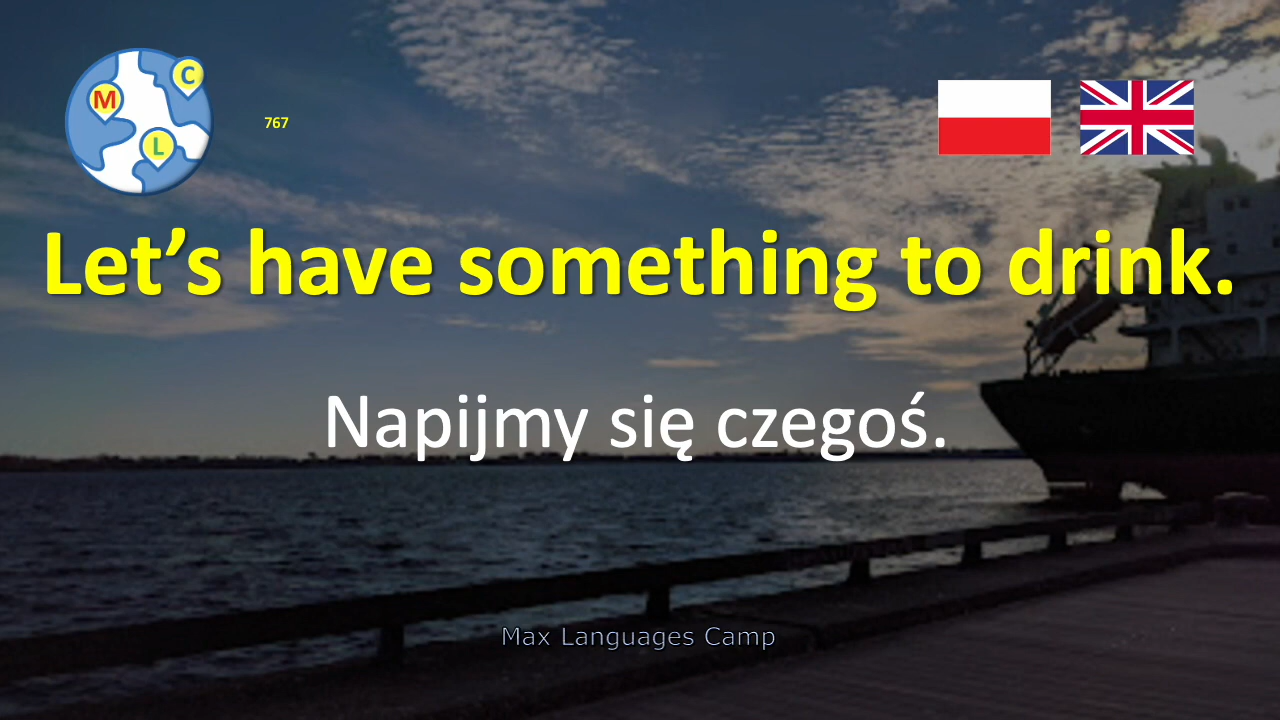 C
M
L
767
Let’s have something to drink.
Napijmy się czegoś.
Max Languages Camp